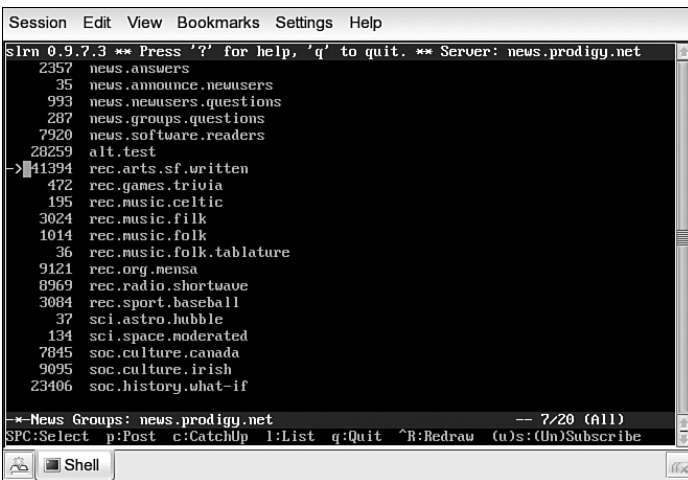 Session Edit View Bookmarks Settings Help
slrn 0.9.7.3 ** Press '?' for help, 'q' to quit. ** Server: news.prodigy.net
2357 news.answers
35 news.announce.newusers
993 news.newusers.questions
287 news.groups.questions
7920 news.software.readers
28259 alt.test
->41394 rec.arts.sf.written
472 rec.games.trivia
195 rec.music.celtic
3024 rec.music.filk
1014 rec.music.folk
36 rec.music.folk.tablature
9121 rec.org.mensa
8969 rec.radio.shortwave
3084 rec.sport.baseball
37 sci.astro.hubble
134 sci.space.moderated
7845 soc.culture.canada
9095 soc.culture.irish
23406 soc.history.what-if
-*-News Groups: news.prodigy.net -- 7/20 (All)
SPC:Select p:Post c:CatchUp l:List q:Quit ^R:Redraw (u)s:(Un)Subscribe
Shell